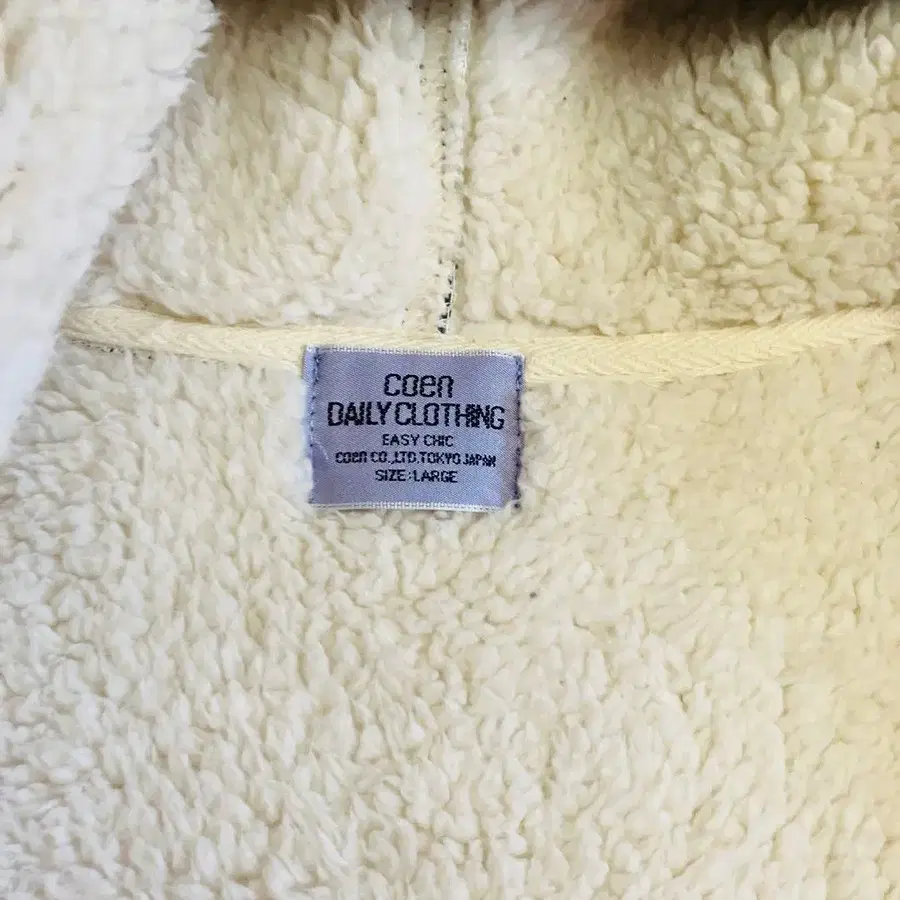 coen
DAILY CLOTHING
EASY CHIC
coen CO.,LTD.TOKYO JAPAN
SIZE:LARGE